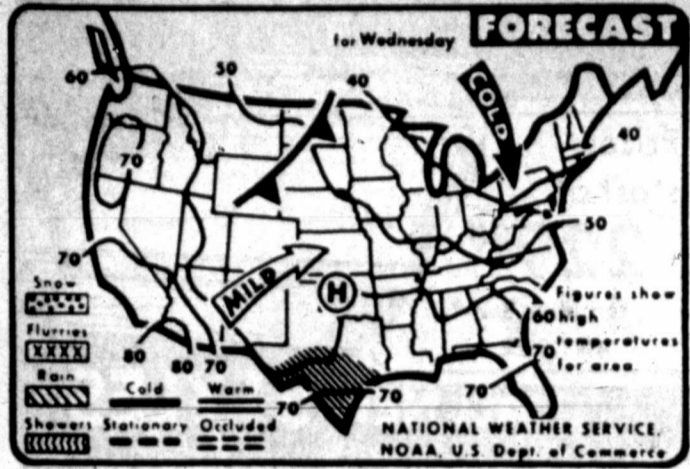 for Wednesday
FORECAST
COLD
60
50
40
70
40
50
70
MILD
H
Snow
Flurries
Rain
Showers
Cold
Warm
Stationary
Occluded
80
80
70
70
70
70
Figures show
60 high
70 temperatures
for area.
NATIONAL WEATHER SERVICE,
NOAA, U.S. Dept. of Commerce